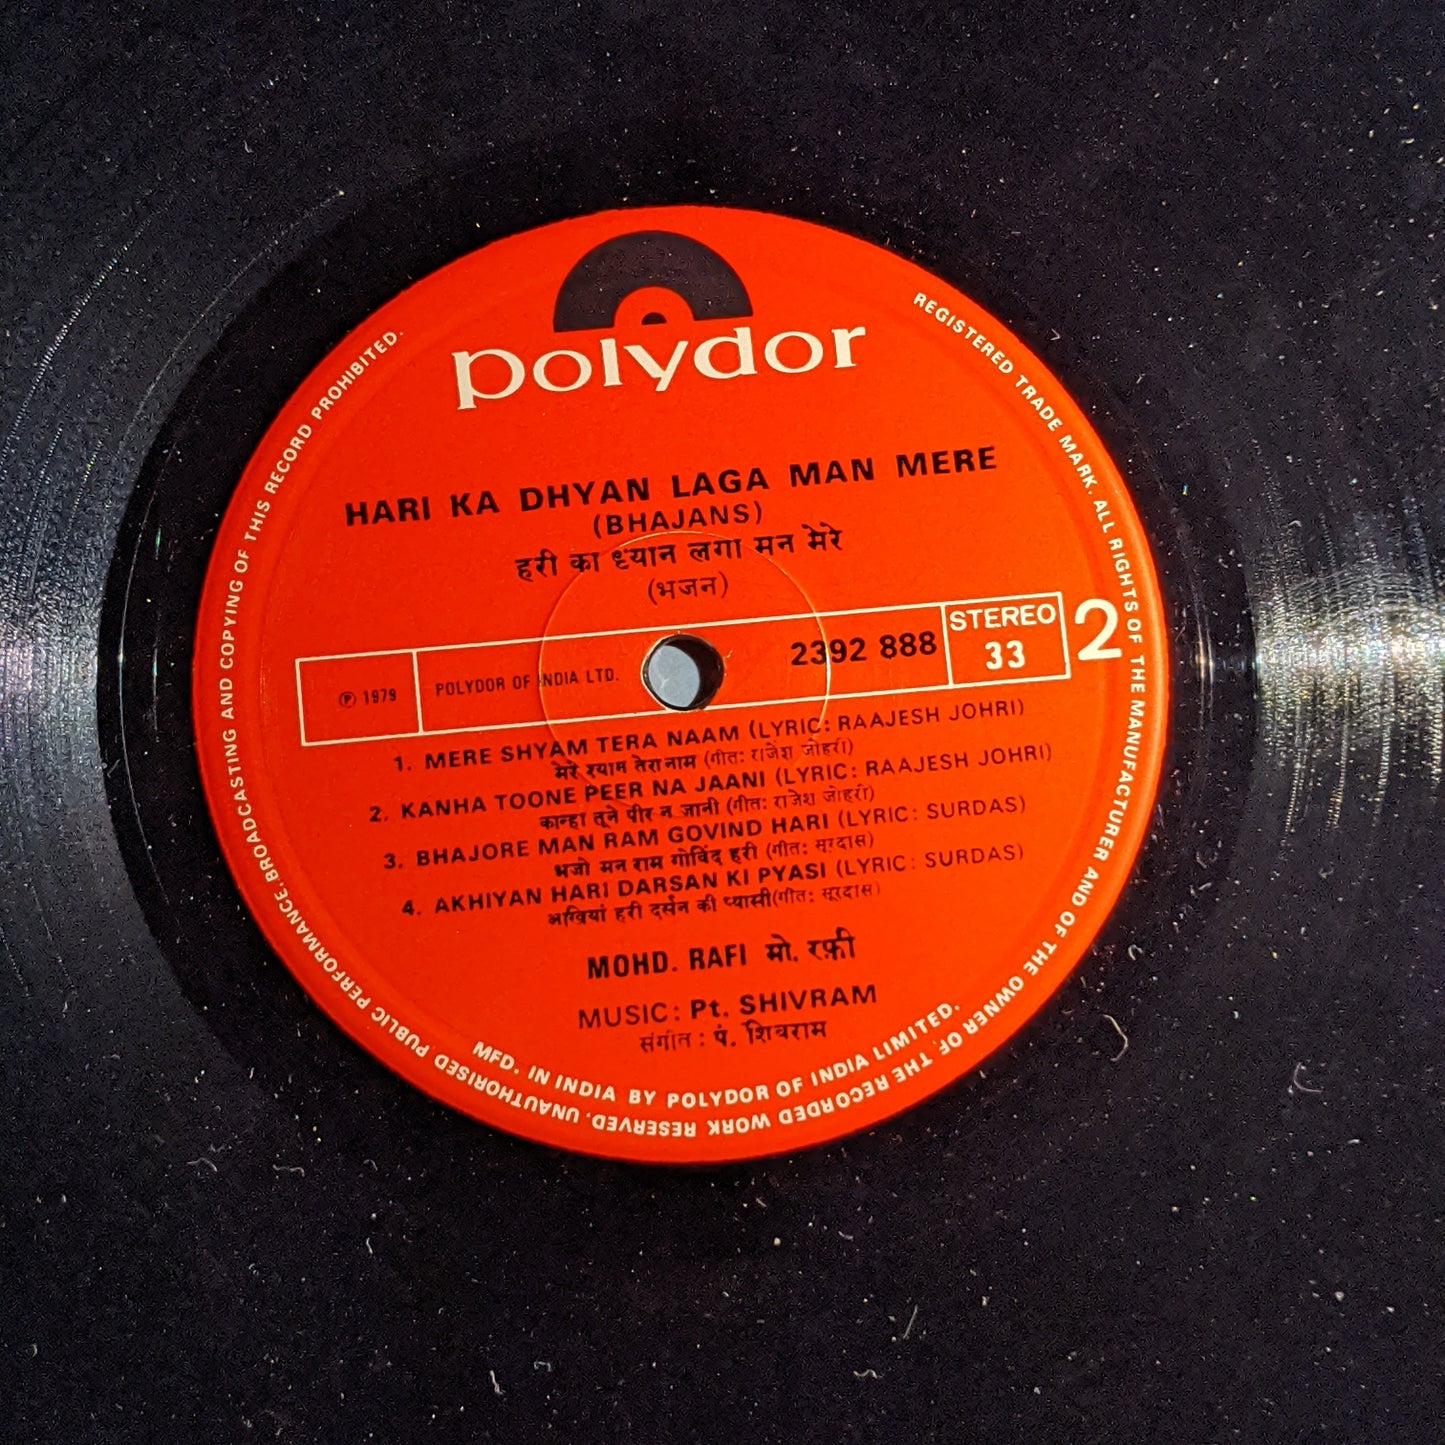 polydor
HARI KA DHYAN LAGA MAN MERE
(BHAJANS)
हरी का ध्यान लगा मन मेरे
(भजन)
℗ 1979 POLYDOR OF INDIA LTD. 2392 888 STEREO 33 2
1. MERE SHYAM TERA NAAM (LYRIC: RAAJESH JOHRI)
मेरे श्याम तेरा नाम (गीत: राजेश जोहरी)
2. KANHA TOONE PEER NA JAANI (LYRIC: RAAJESH JOHRI)
कान्हा तूने पीर न जानी (गीत: राजेश जोहरी)
3. BHAJORE MAN RAM GOVIND HARI (LYRIC: SURDAS)
भजो मन राम गोविंद हरी (गीत: सूरदास)
4. AKHIYAN HARI DARSAN KI PYASI (LYRIC: SURDAS)
अखियां हरी दर्सन की प्यासी(गीत: सूरदास)
MOHD. RAFI मो. रफ़ी
MUSIC: Pt. SHIVRAM
संगीत : पं. शिवराम
MFD. IN INDIA BY POLYDOR OF INDIA LIMITED.
REGISTERED TRADE MARK. ALL RIGHTS OF THE MANUFACTURER AND OF THE OWNER OF THE RECORDED WORK RESERVED. UNAUTHORISED PUBLIC PERFORMANCE, BROADCASTING AND COPYING OF THIS RECORD PROHIBITED.